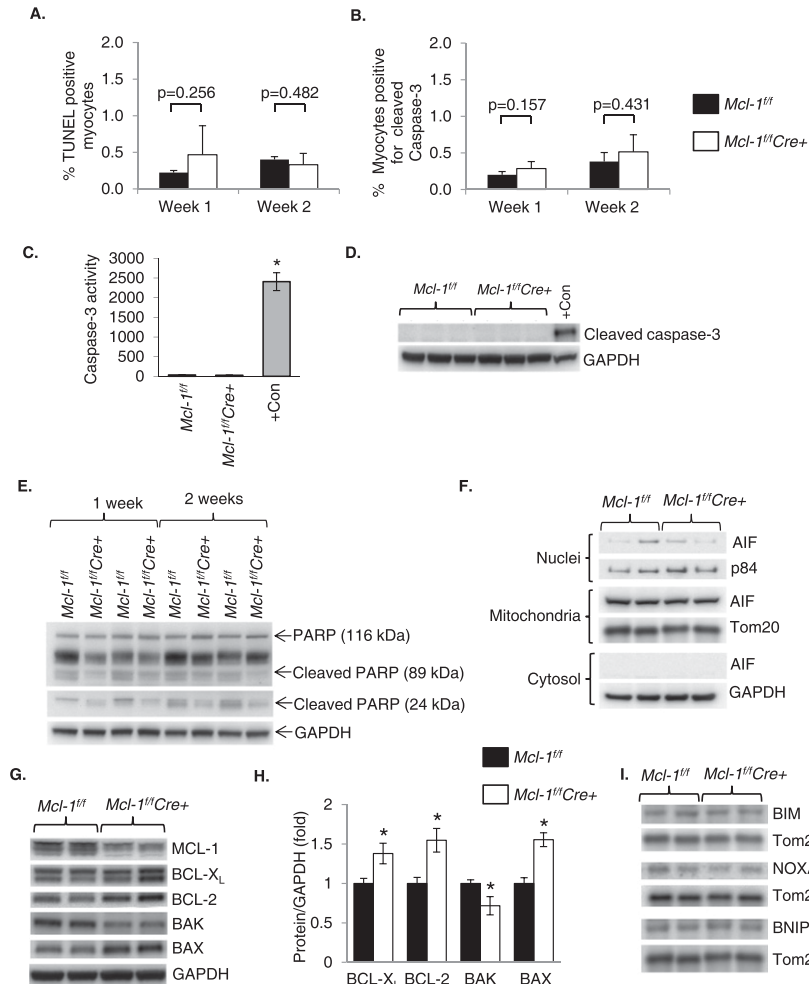 A.
% TUNEL positive
myocytes
2.0
1.5
1.0
0.5
0.0
p=0.256
p=0.482
Week 1
Week 2
B.
% Myocytes positive
for cleaved
Caspase-3
2.0
1.5
1.0
0.5
0.0
p=0.157
p=0.431
Week 1
Week 2
Mcl-1f/f
Mcl-1f/fCre+
C.
Caspase-3 activity
3000
2500
2000
1500
1000
500
0
*
Mcl-1f/f
Mcl-1f/fCre+
+Con
D.
Mcl-1f/f
Mcl-1f/fCre+
+Con
Cleaved caspase-3
GAPDH
E.
1 week
2 weeks
Mcl-1f/f
Mcl-1f/fCre+
Mcl-1f/f
Mcl-1f/fCre+
Mcl-1f/f
Mcl-1f/fCre+
Mcl-1f/f
Mcl-1f/fCre+
PARP (116 kDa)
Cleaved PARP (89 kDa)
Cleaved PARP (24 kDa)
GAPDH
F.
Mcl-1f/f
Mcl-1f/fCre+
Nuclei
AIF
p84
Mitochondria
AIF
Tom20
Cytosol
AIF
GAPDH
G.
Mcl-1f/f
Mcl-1f/fCre+
MCL-1
BCL-XL
BCL-2
BAK
BAX
GAPDH
H.
Mcl-1f/f
Mcl-1f/fCre+
Protein/GAPDH (fold)
2
1.5
1
0.5
0
*
*
*
*
BCL-XL
BCL-2
BAK
BAX
I.
Mcl-1f/f
Mcl-1f/fCre+
BIM
Tom2
NOXA
Tom2
BNIP
Tom2